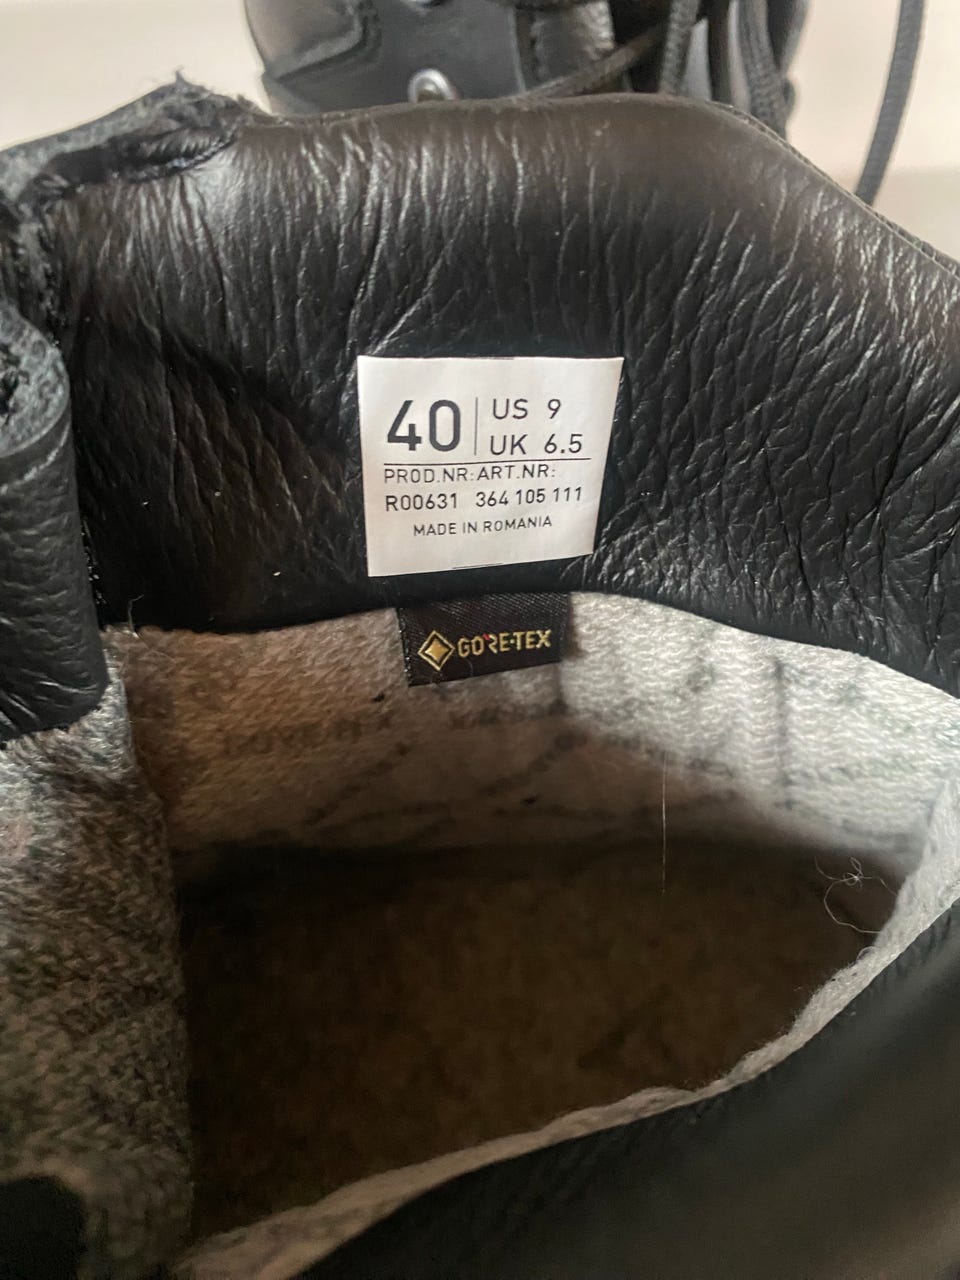 40
US 9
UK 6.5
PROD.NR: ART.NR:
R00631 364 105 111
MADE IN ROMANIA
GORE-TEX